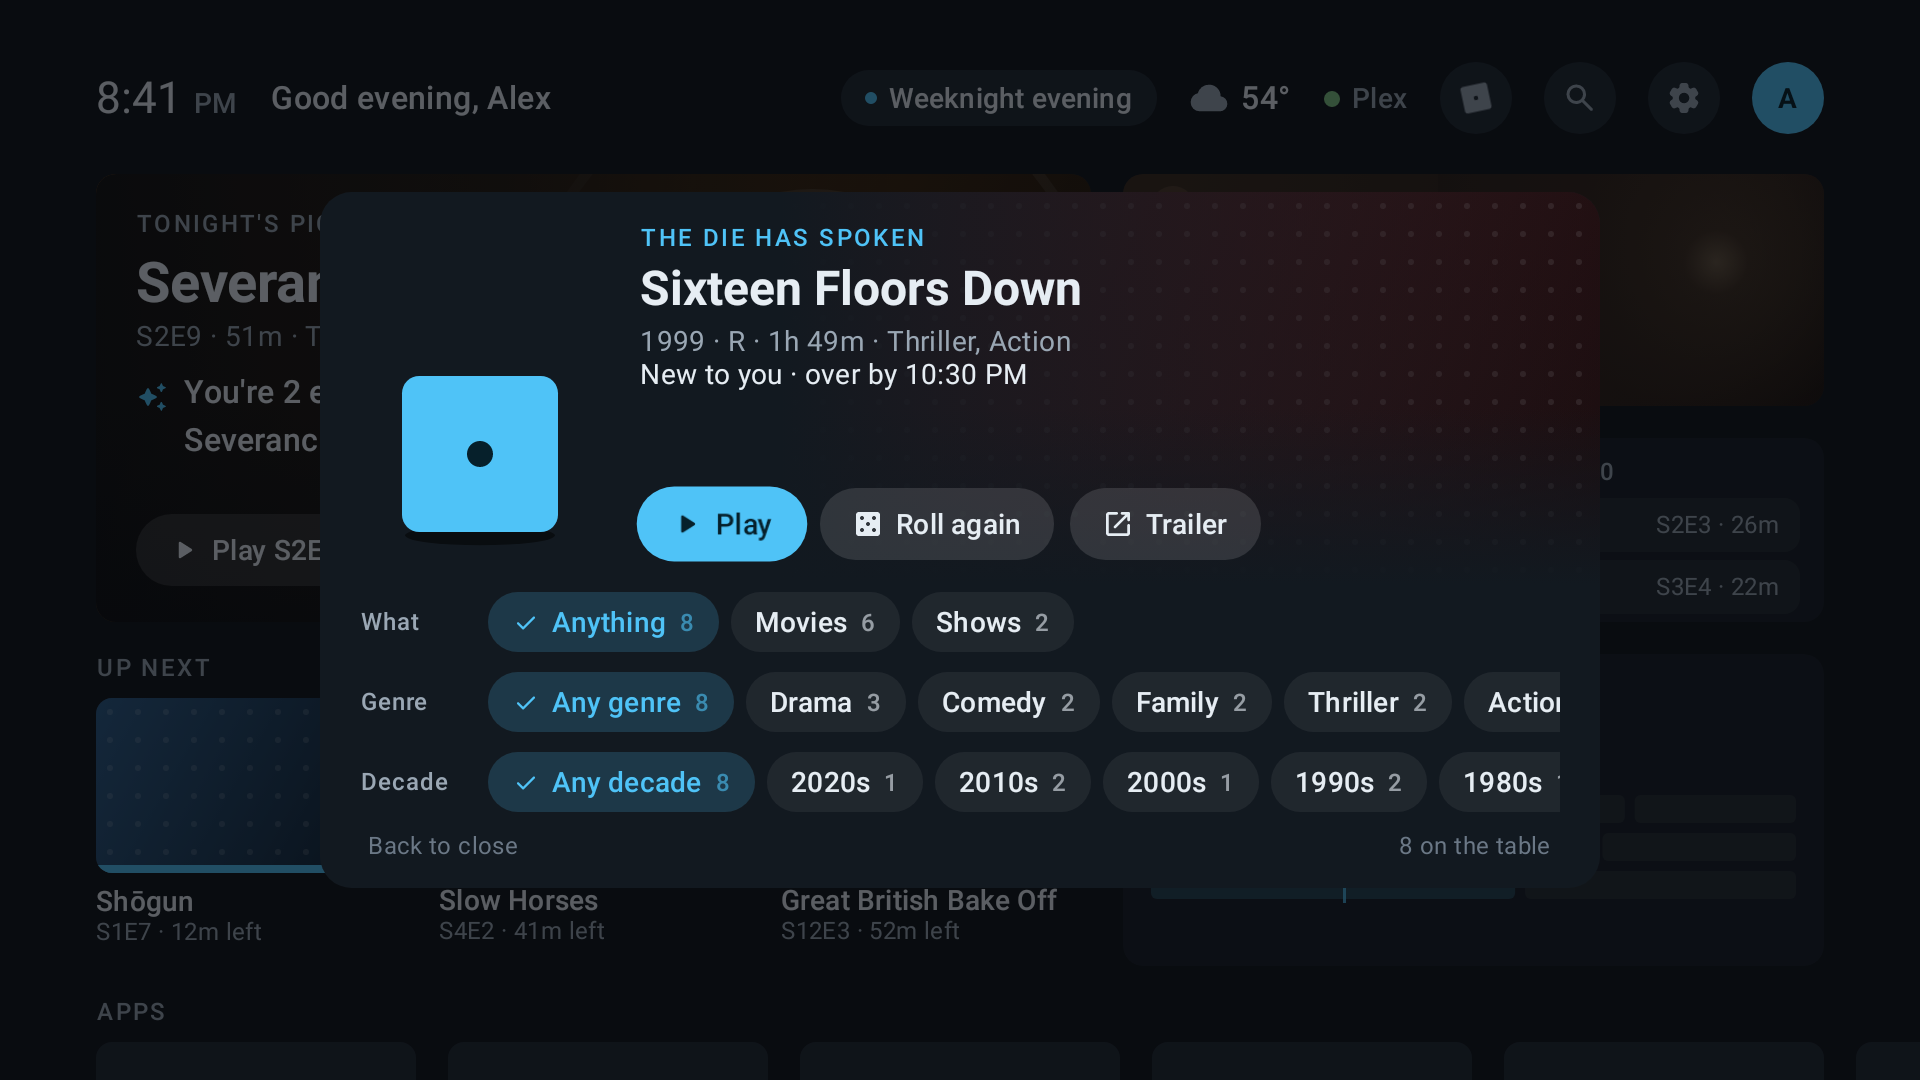 8:41 PM
Good evening, Alex
Weeknight evening
54°
Plex
A
TONIGHT'S PIC
Severan
S2E9 · 51m · T
You're 2 e
Severanc
Play S2E
THE DIE HAS SPOKEN
Sixteen Floors Down
1999 · R · 1h 49m · Thriller, Action
New to you · over by 10:30 PM
Play
Roll again
Trailer
0
S2E3 · 26m
S3E4 · 22m
What
Anything 8
Movies 6
Shows 2
Genre
Any genre 8
Drama 3
Comedy 2
Family 2
Thriller 2
Action
Decade
Any decade 8
2020s 1
2010s 2
2000s 1
1990s 2
1980s
Back to close
8 on the table
UP NEXT
Shōgun
S1E7 · 12m left
Slow Horses
S4E2 · 41m left
Great British Bake Off
S12E3 · 52m left
APPS